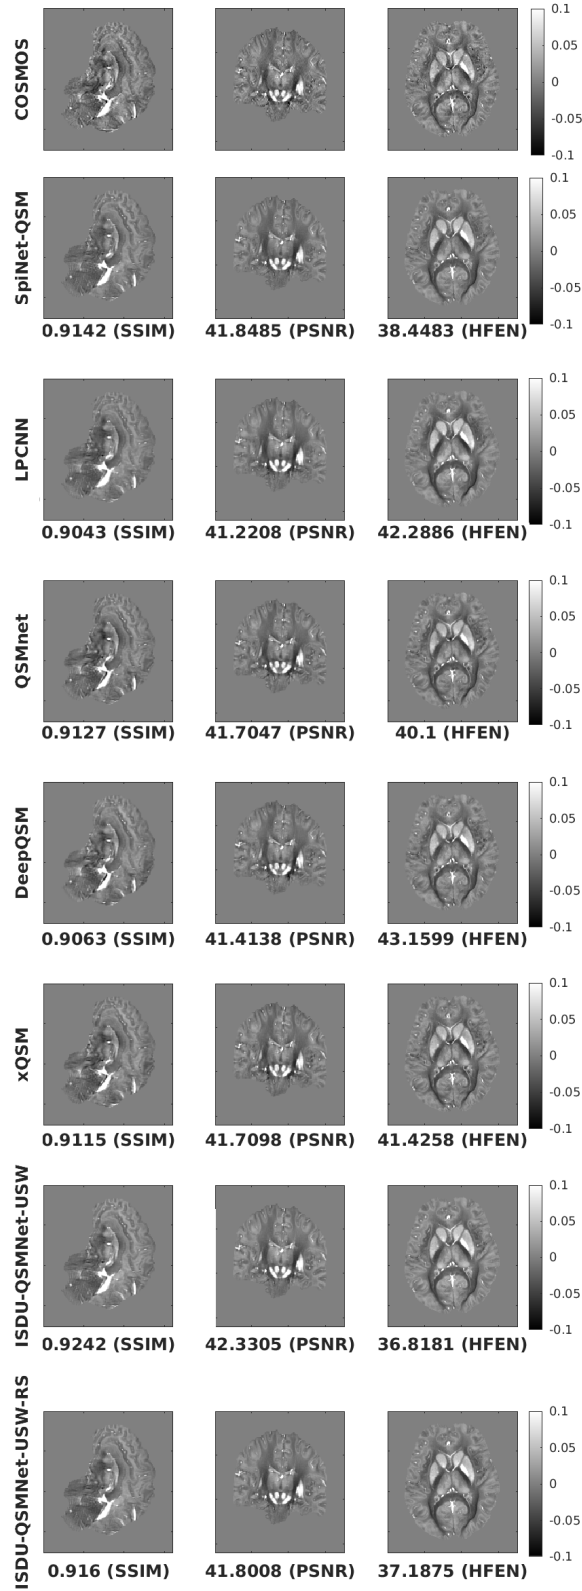 COSMOS
0.1
0.05
0
-0.05
-0.1
SpiNet-QSM
0.1
0.05
0
-0.05
-0.1
0.9142 (SSIM) 41.8485 (PSNR) 38.4483 (HFEN)
LPCNN
0.1
0.05
0
-0.05
-0.1
0.9043 (SSIM) 41.2208 (PSNR) 42.2886 (HFEN)
QSMnet
0.1
0.05
0
-0.05
-0.1
0.9127 (SSIM) 41.7047 (PSNR) 40.1 (HFEN)
DeepQSM
0.1
0.05
0
-0.05
-0.1
0.9063 (SSIM) 41.4138 (PSNR) 43.1599 (HFEN)
xQSM
0.1
0.05
0
-0.05
-0.1
0.9115 (SSIM) 41.7098 (PSNR) 41.4258 (HFEN)
ISDU-QSMNet-USW
0.1
0.05
0
-0.05
-0.1
0.9242 (SSIM) 42.3305 (PSNR) 36.8181 (HFEN)
ISDU-QSMNet-USW-RS
0.1
0.05
0
-0.05
-0.1
0.916 (SSIM) 41.8008 (PSNR) 37.1875 (HFEN)